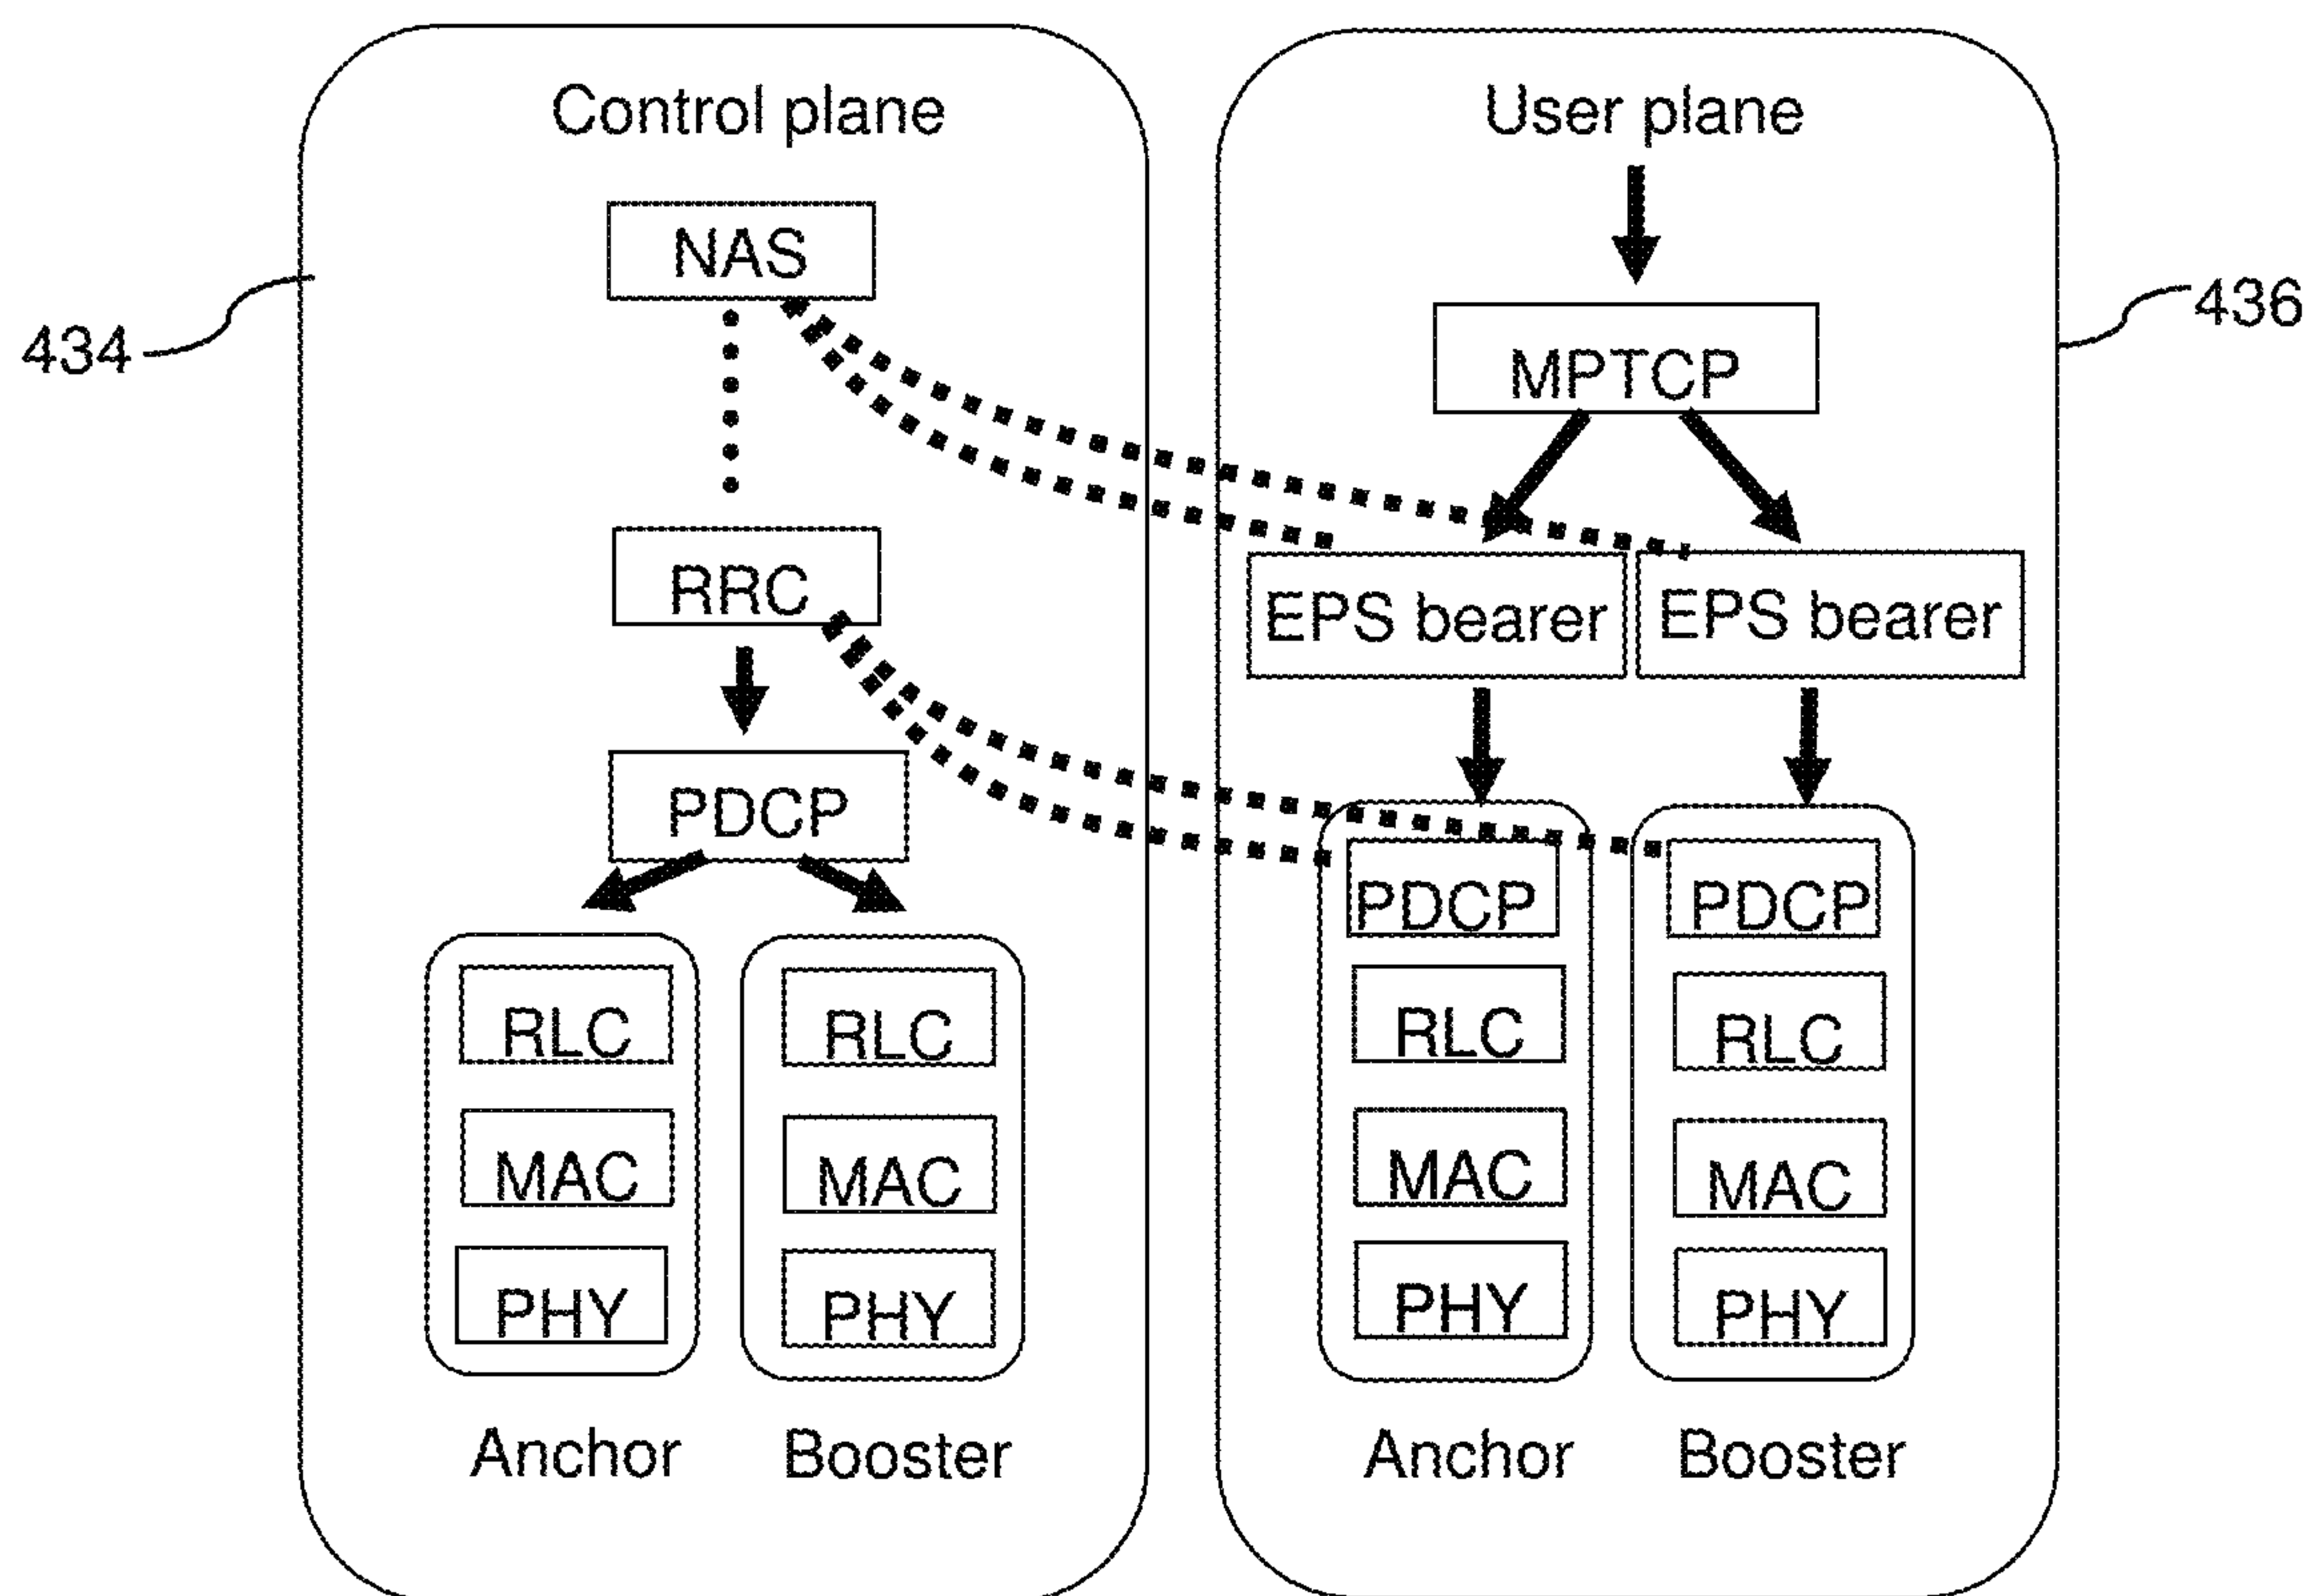 Control plane
NAS
434
RRC
PDCP
RLC
MAC
PHY
Anchor
RLC
MAC
PHY
Booster
User plane
436
MPTCP
EPS bearer
EPS bearer
PDCP
RLC
MAC
PHY
Anchor
PDCP
RLC
MAC
PHY
Booster